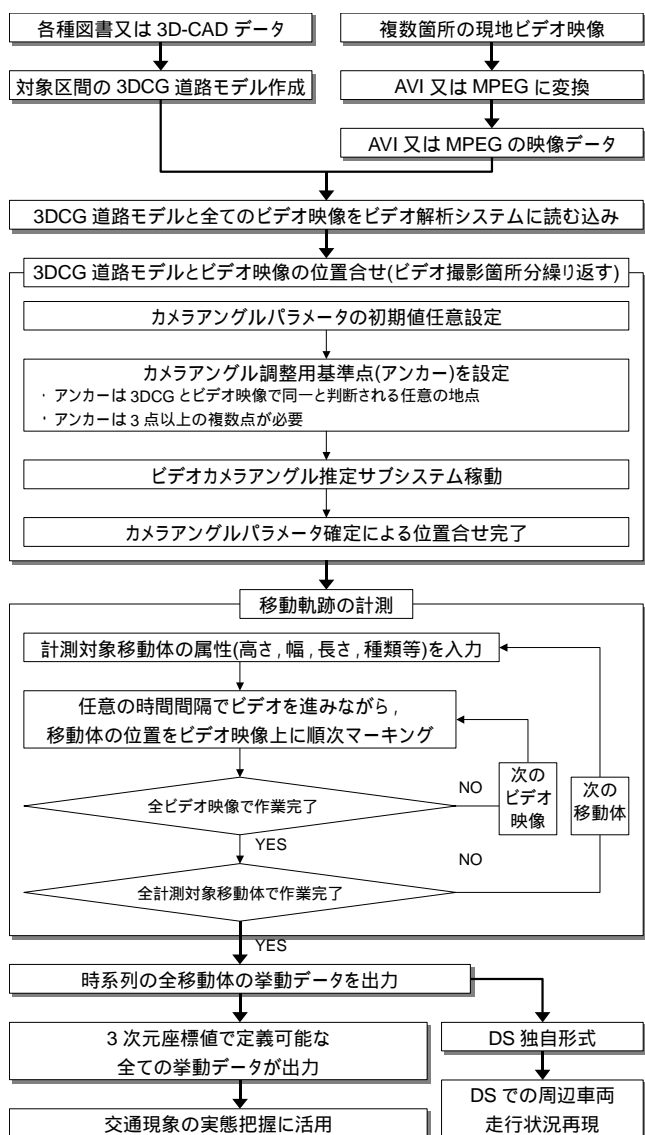 各種図書又は 3D-CAD データ
複数箇所の現地ビデオ映像
対象区間の 3DCG 道路モデル作成
AVI 又は MPEG に変換
AVI 又は MPEG の映像データ
3DCG 道路モデルと全てのビデオ映像をビデオ解析システムに読む込み
3DCG 道路モデルとビデオ映像の位置合せ(ビデオ撮影箇所分繰り返す)
カメラアングルパラメータの初期値任意設定
カメラアングル調整用基準点(アンカー)を設定
・アンカーは 3DCG とビデオ映像で同一と判断される任意の地点
・アンカーは 3 点以上の複数点が必要
ビデオカメラアングル推定サブシステム稼動
カメラアングルパラメータ確定による位置合せ完了
移動軌跡の計測
計測対象移動体の属性(高さ,幅,長さ,種類等)を入力
任意の時間間隔でビデオを進みながら,
移動体の位置をビデオ映像上に順次マーキング
全ビデオ映像で作業完了
NO
次の
ビデオ
映像
次の
移動体
YES
NO
全計測対象移動体で作業完了
YES
時系列の全移動体の挙動データを出力
3 次元座標値で定義可能な
全ての挙動データが出力
DS 独自形式
交通現象の実態把握に活用
DS での周辺車両
走行状況再現